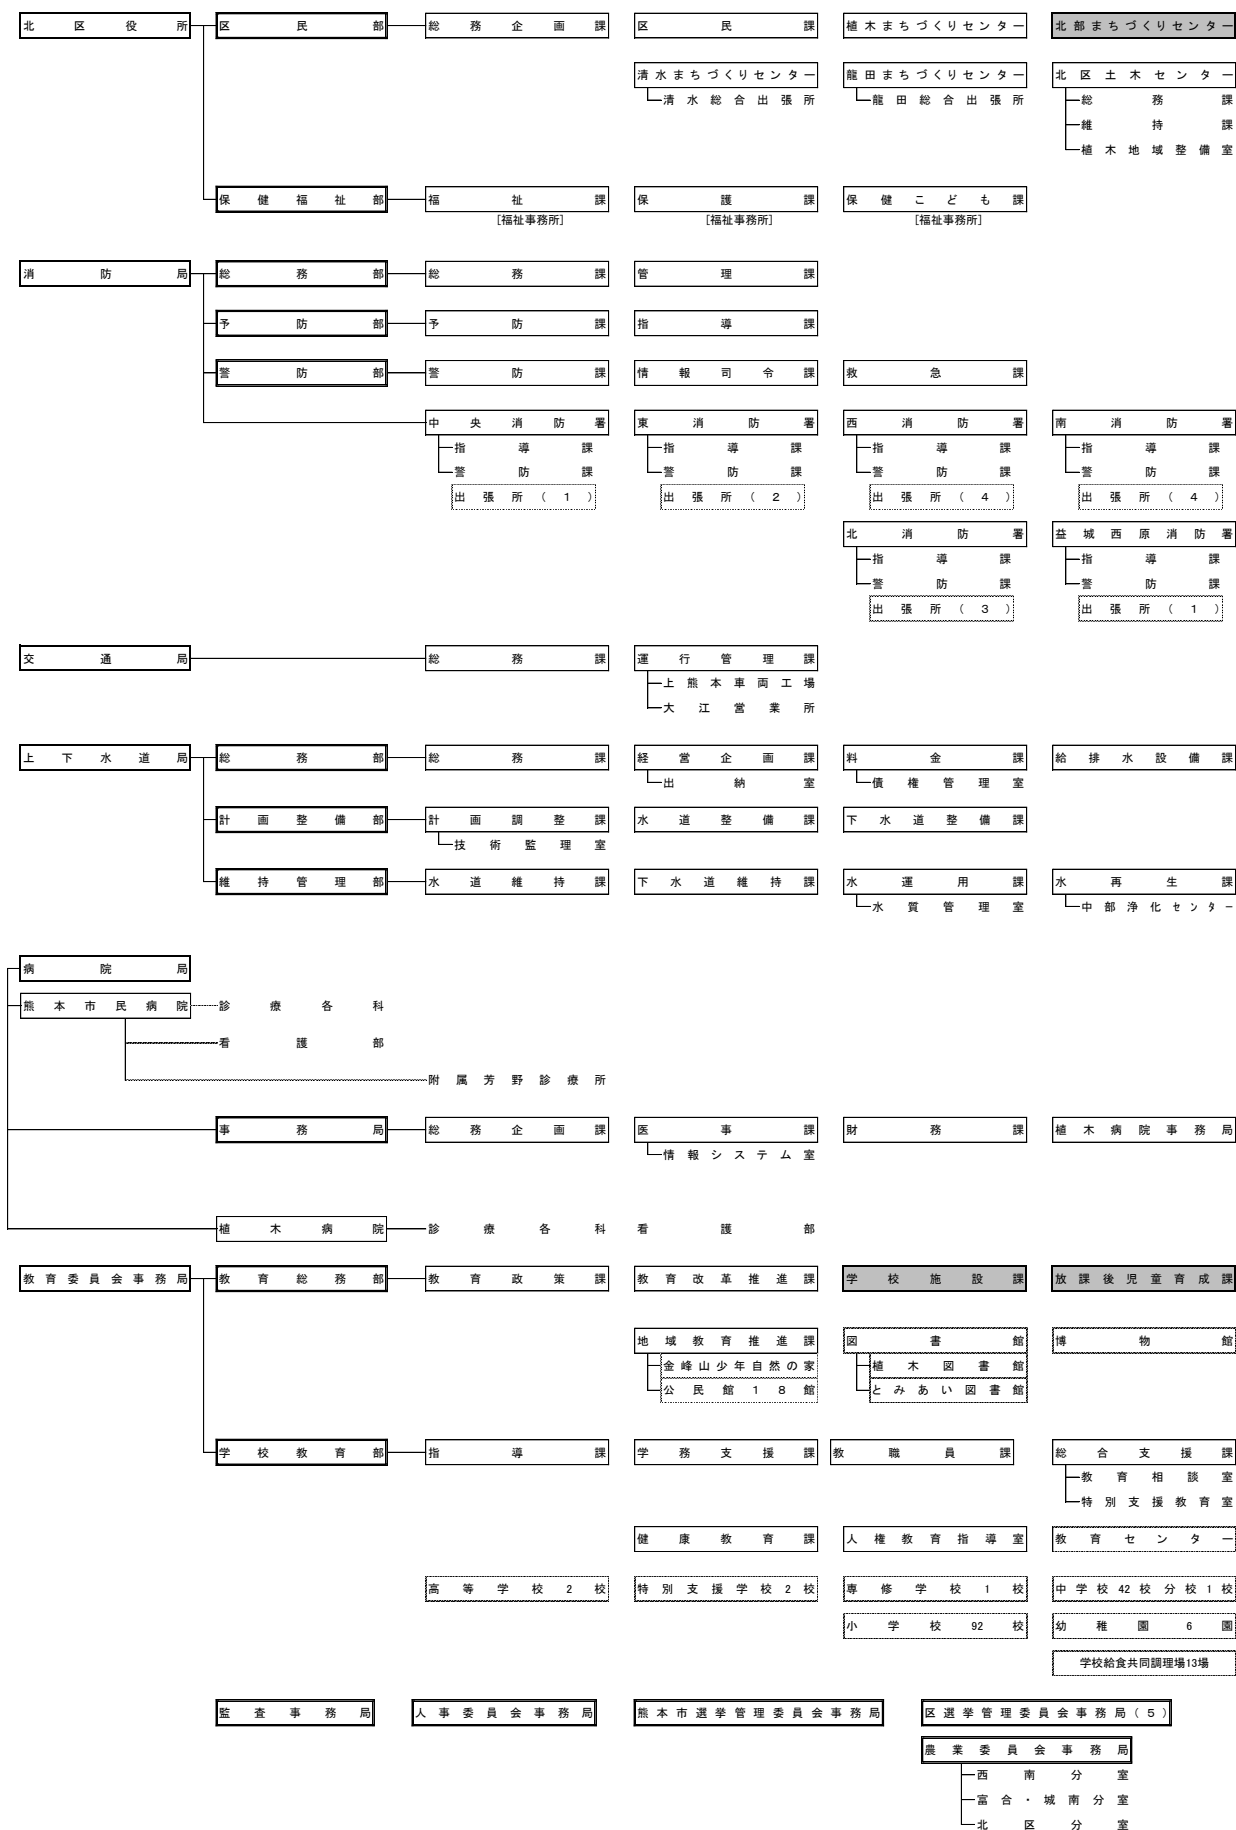 北区役所 区民部 総務企画課 区民課 植木まちづくりセンター 北部まちづくりセンター
清水まちづくりセンター 龍田まちづくりセンター 北区土木センター
清水総合出張所 龍田総合出張所 総務課
維持課
植木地域整備室
保健福祉部 福祉課 保護課 保健こども課
[福祉事務所] [福祉事務所] [福祉事務所]
消防局 総務部 総務課 管理課
予防部 予防課 指導課
警防部 警防課 情報司令課 救急課
中央消防署 東消防署 西消防署 南消防署
指導課 指導課 指導課 指導課
警防課 警防課 警防課 警防課
出張所(1) 出張所(2) 出張所(4) 出張所(4)
北消防署 益城西原消防署
指導課 指導課
警防課 警防課
出張所(3) 出張所(1)
交通局 総務課 運行管理課
上熊本車両工場
大江営業所
上下水道局 総務部 総務課 経営企画課 料金課 給排水設備課
出納室 債権管理室
計画整備部 計画調整課 水道整備課 下水道整備課
技術監理室
維持管理部 水道維持課 下水道維持課 水運用課 水再生課
水質管理室 中部浄化センター
病院局
熊本市民病院 診療各科
看護部
附属芳野診療所
事務局 総務企画課 医事課 財務課 植木病院事務局
情報システム室
植木病院 診療各科 看護部
教育委員会事務局 教育総務部 教育政策課 教育改革推進課 学校施設課 放課後児童育成課
地域教育推進課 図書館 博物館
金峰山少年自然の家 植木図書館
公民館18館 とみあい図書館
学校教育部 指導課 学務支援課 教職員課 総合支援課
教育相談室
特別支援教育室
健康教育課 人権教育指導室 教育センター
高等学校2校 特別支援学校2校 専修学校1校 中学校42校分校1校
小学校92校 幼稚園6園
学校給食共同調理場13場
監査事務局 人事委員会事務局 熊本市選挙管理委員会事務局 区選挙管理委員会事務局(5)
農業委員会事務局
西南分室
富合・城南分室
北区分室